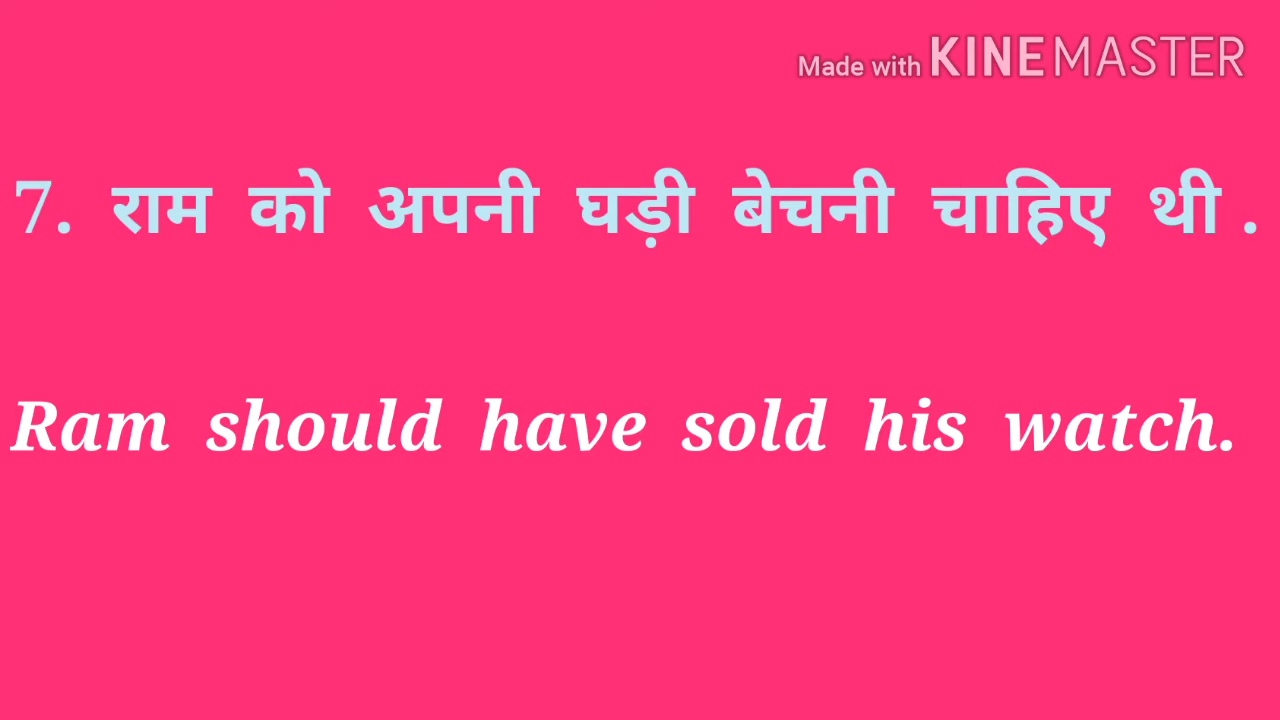 Made with KINEMASTER
7. राम को अपनी घड़ी बेचनी चाहिए थी .
Ram should have sold his watch.